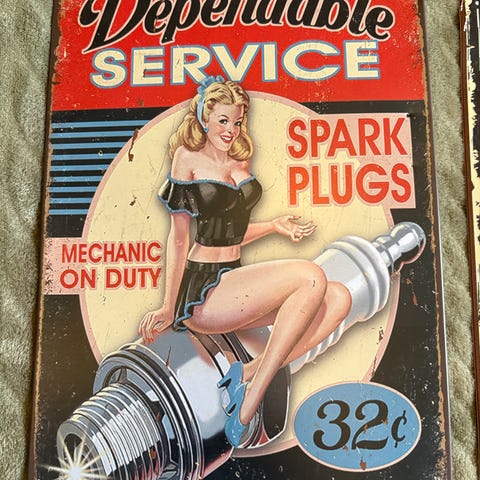 Dependable
SERVICE
SPARK
PLUGS
MECHANIC
ON DUTY
32¢